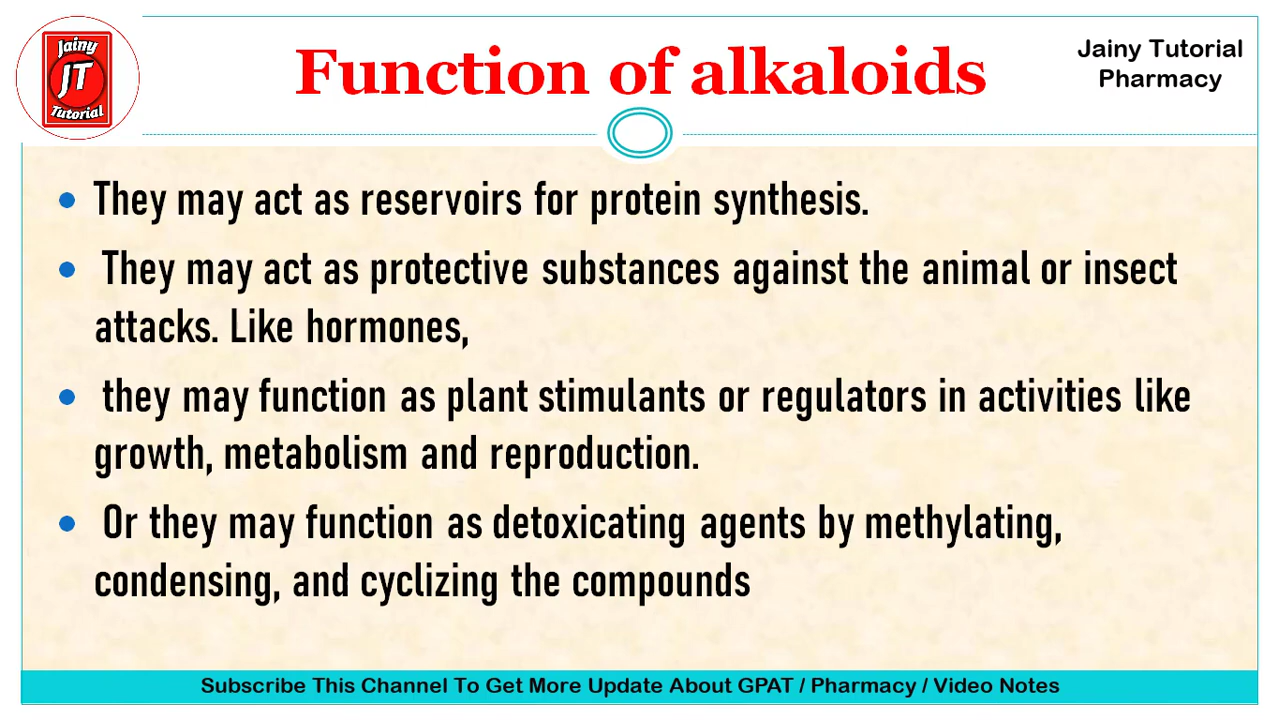 Jainy
JT
Tutorial
Function of alkaloids
Jainy Tutorial
Pharmacy
• They may act as reservoirs for protein synthesis.
• They may act as protective substances against the animal or insect
attacks. Like hormones,
• they may function as plant stimulants or regulators in activities like
growth, metabolism and reproduction.
• Or they may function as detoxicating agents by methylating,
condensing, and cyclizing the compounds
Subscribe This Channel To Get More Update About GPAT / Pharmacy / Video Notes